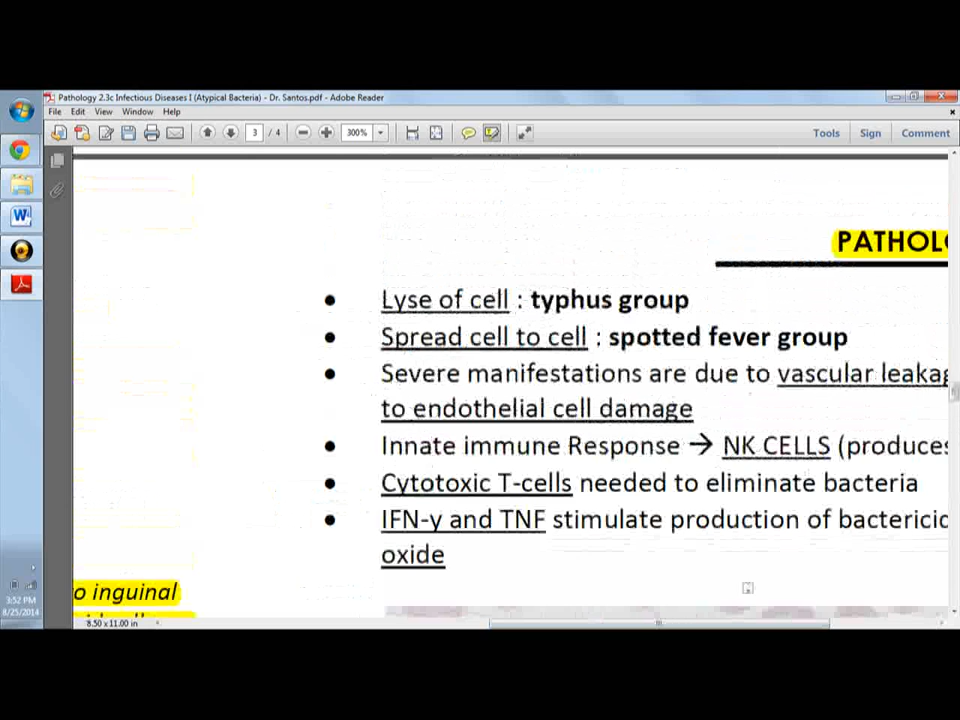 Pathology 2.3c Infectious Diseases I (Atypical Bacteria) - Dr. Santos.pdf - Adobe Reader
File Edit View Window Help
3 / 4 300% Tools Sign Comment
PATHOLO
• Lyse of cell : typhus group
• Spread cell to cell : spotted fever group
• Severe manifestations are due to vascular leakag
to endothelial cell damage
• Innate immune Response → NK CELLS (produces
• Cytotoxic T-cells needed to eliminate bacteria
• IFN-y and TNF stimulate production of bactericid
oxide
o inguinal
3:52 PM
8/25/2014
8.50 x 11.00 in